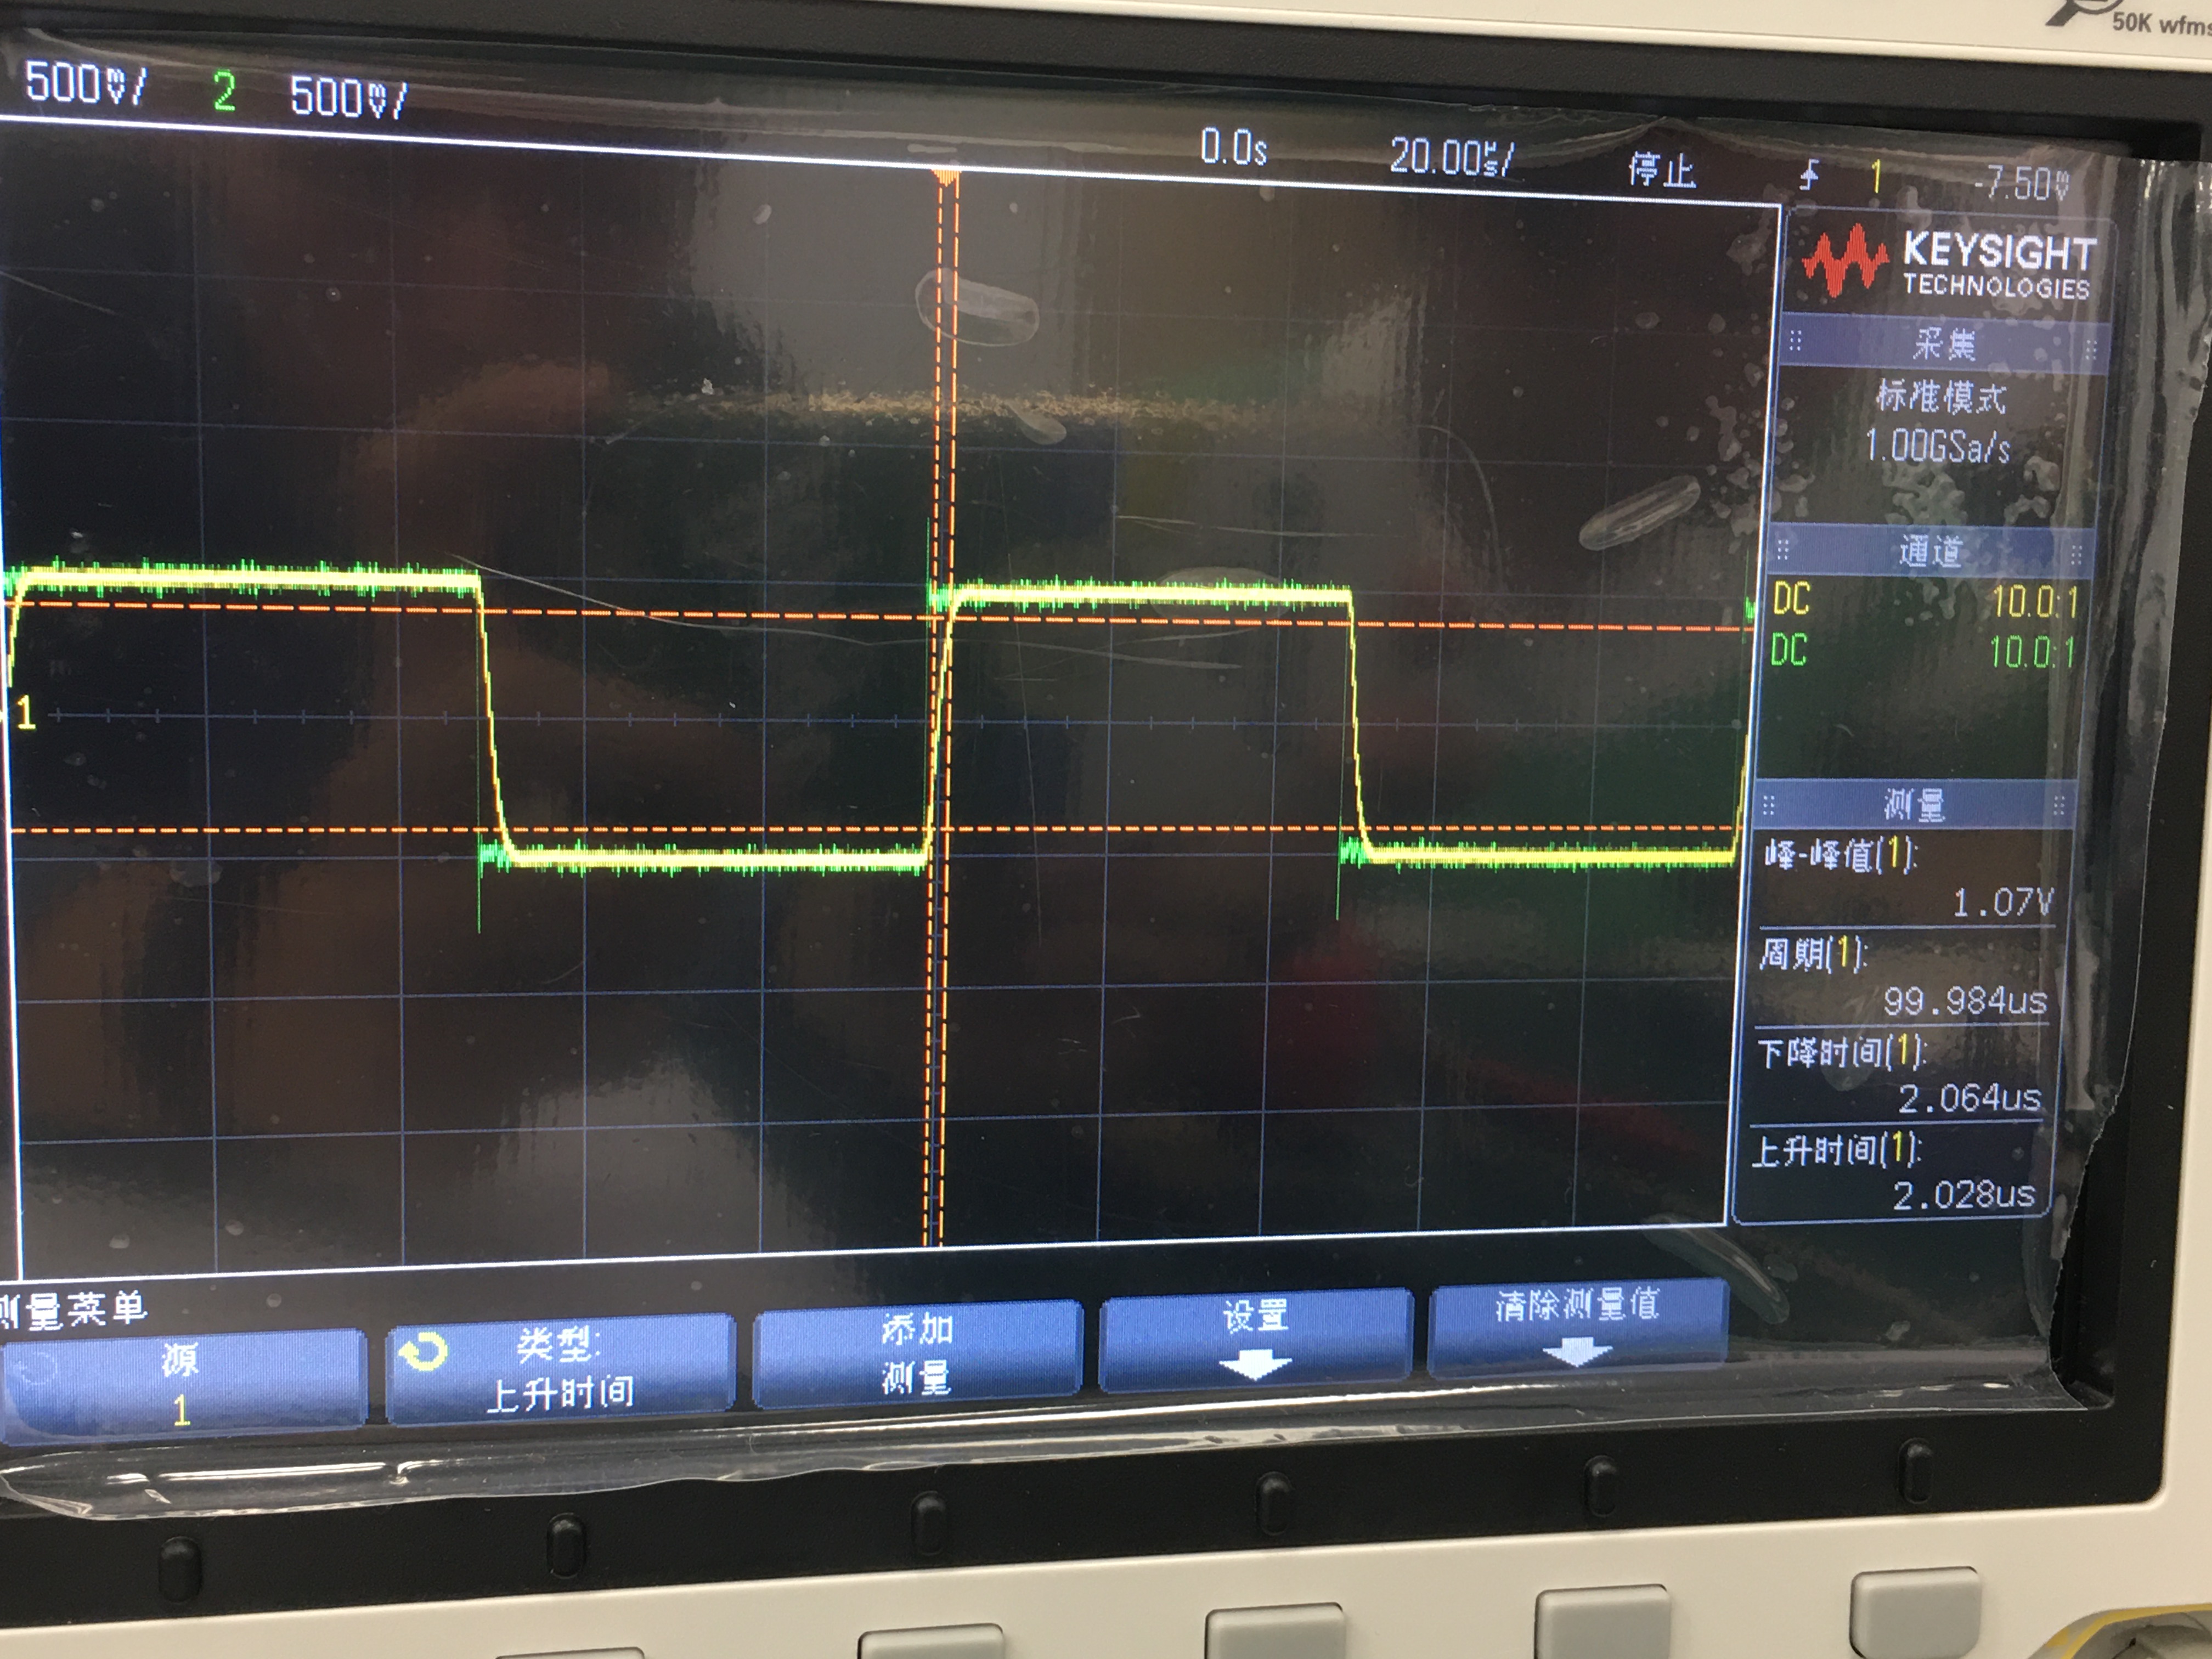 50K wfms
500mV/ 2 500mV/ 0.0s 20.00µs/ 停止 1 -7.50V
KEYSIGHT
TECHNOLOGIES
采集
标准模式
1.00GSa/s
通道
DC 10.0:1
DC 10.0:1
1
测量
峰-峰值(1):
1.07V
周期(1):
99.984us
下降时间(1):
2.064us
上升时间(1):
2.028us
测量菜单
源
1
类型:
上升时间
添加
测量
设置
清除测量值